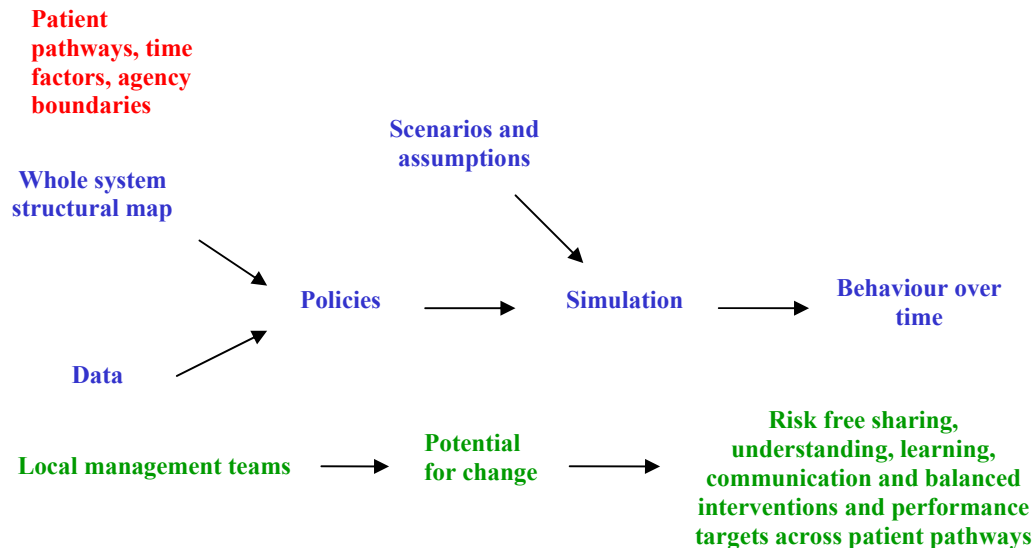 Patient
pathways, time
factors, agency
boundaries
Scenarios and
assumptions
Whole system
structural map
Policies
Simulation
Behaviour over
time
Data
Local management teams
Potential
for change
Risk free sharing,
understanding, learning,
communication and balanced
interventions and performance
targets across patient pathways